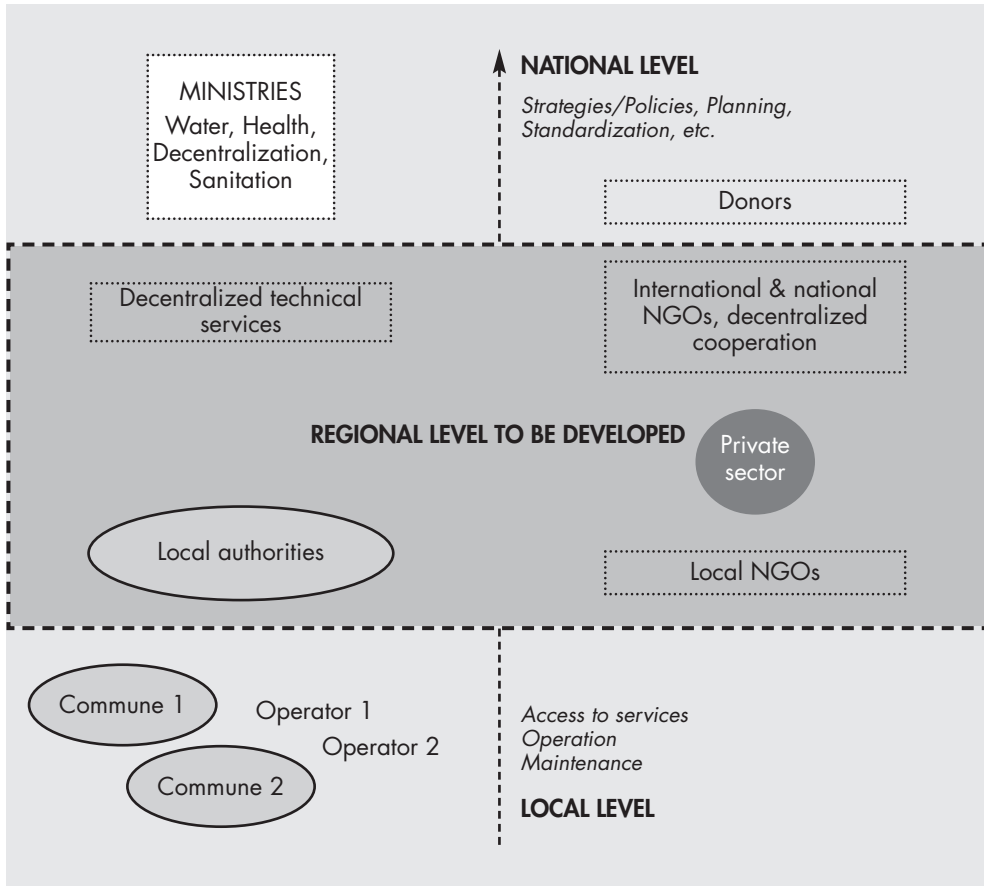 MINISTRIES
Water, Health,
Decentralization,
Sanitation
NATIONAL LEVEL
Strategies/Policies, Planning,
Standardization, etc.
Donors
Decentralized technical
services
International & national
NGOs, decentralized
cooperation
REGIONAL LEVEL TO BE DEVELOPED
Private
sector
Local authorities
Local NGOs
Commune 1
Operator 1
Operator 2
Commune 2
Access to services
Operation
Maintenance
LOCAL LEVEL